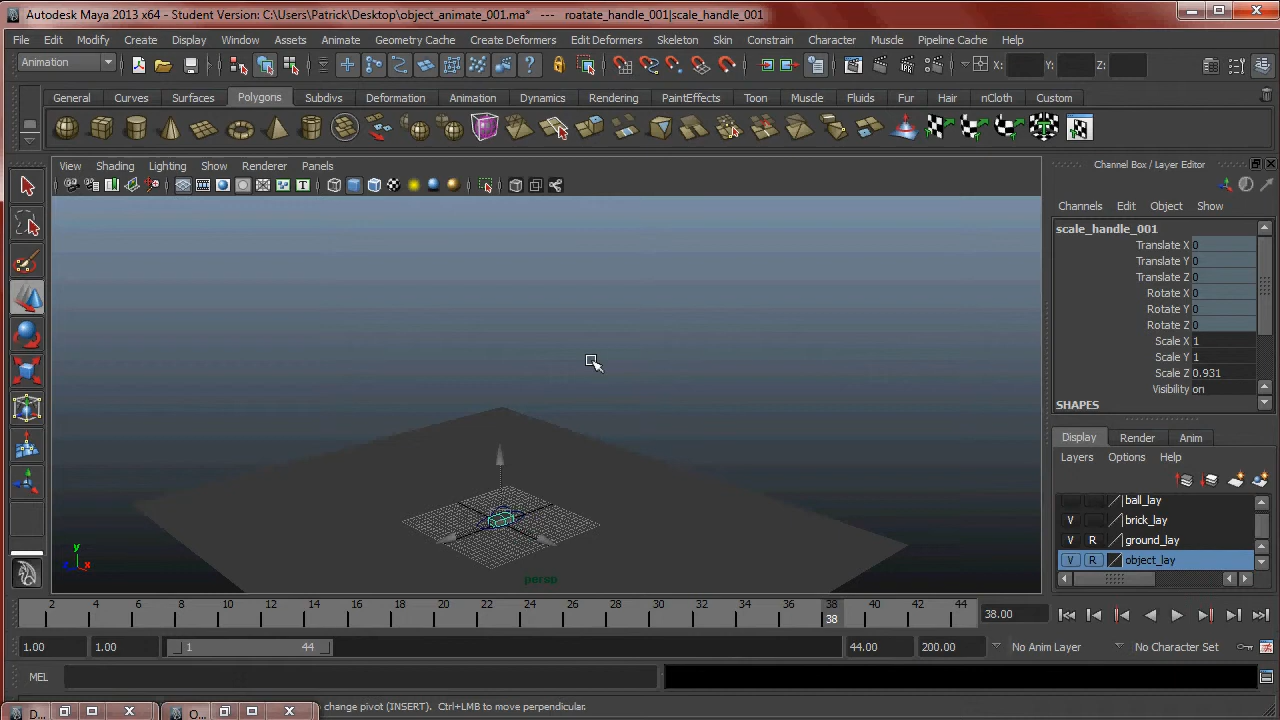 Autodesk Maya 2013 x64 - Student Version: C:\Users\Patrick\Desktop\object_animate_001.ma* --- roatate_handle_001|scale_handle_001
File Edit Modify Create Display Window Assets Animate Geometry Cache Create Deformers Edit Deformers Skeleton Skin Constrain Character Muscle Pipeline Cache Help
Animation X: Y: Z:
General Curves Surfaces Polygons Subdivs Deformation Animation Dynamics Rendering PaintEffects Toon Muscle Fluids Fur Hair nCloth Custom
View Shading Lighting Show Renderer Panels
Channel Box / Layer Editor
Channels Edit Object Show
scale_handle_001
Translate X 0
Translate Y 0
Translate Z 0
Rotate X 0
Rotate Y 0
Rotate Z 0
Scale X 1
Scale Y 1
Scale Z 0.931
Visibility on
SHAPES
Display Render Anim
Layers Options Help
ball_lay
V brick_lay
V R ground_lay
V R object_lay
y
z x
persp
2 4 6 8 10 12 14 16 18 20 22 24 26 28 30 32 34 36 38 40 42 44
38
38.00
1.00 1.00 1 44 44.00 200.00 No Anim Layer No Character Set
MEL
D... O... change pivot (INSERT). Ctrl+LMB to move perpendicular.